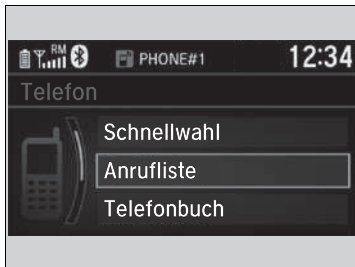 RM PHONE#1 12:34
Telefon
Schnellwahl
Anrufliste
Telefonbuch